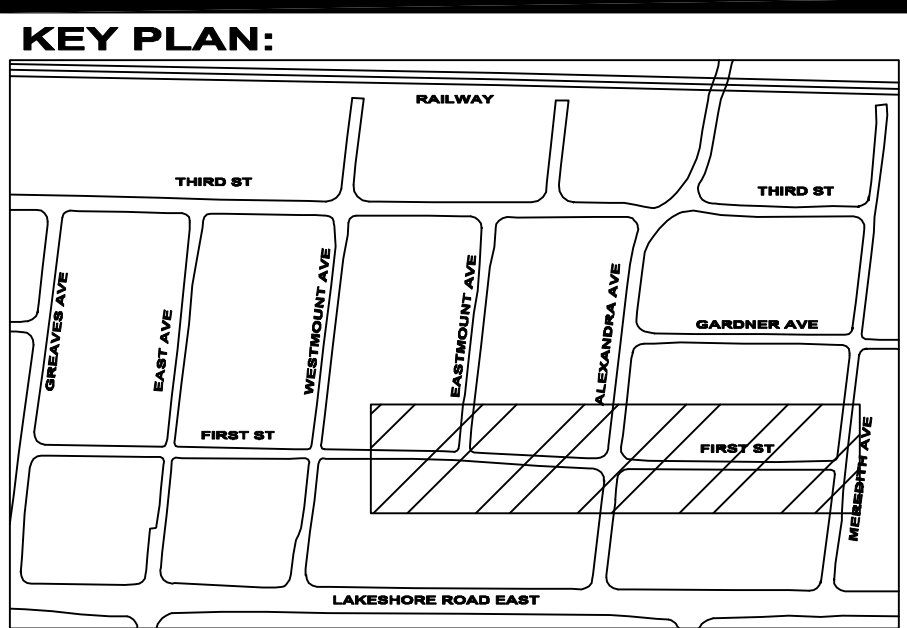 KEY PLAN:
RAILWAY
THIRD ST
THIRD ST
GREAVES AVE
EAST AVE
WESTMOUNT AVE
EASTMOUNT AVE
ALEXANDRA AVE
GARDNER AVE
FIRST ST
FIRST ST
MEREDITH AVE
LAKESHORE ROAD EAST